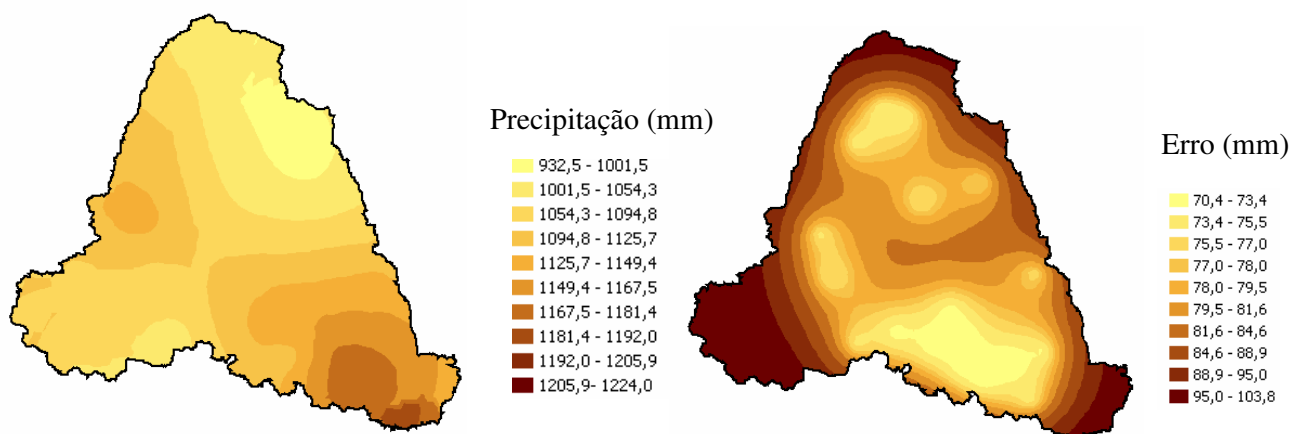 Precipitação (mm)
932,5 - 1001,5
1001,5 - 1054,3
1054,3 - 1094,8
1094,8 - 1125,7
1125,7 - 1149,4
1149,4 - 1167,5
1167,5 - 1181,4
1181,4 - 1192,0
1192,0 - 1205,9
1205,9- 1224,0
Erro (mm)
70,4 - 73,4
73,4 - 75,5
75,5 - 77,0
77,0 - 78,0
78,0 - 79,5
79,5 - 81,6
81,6 - 84,6
84,6 - 88,9
88,9 - 95,0
95,0 - 103,8